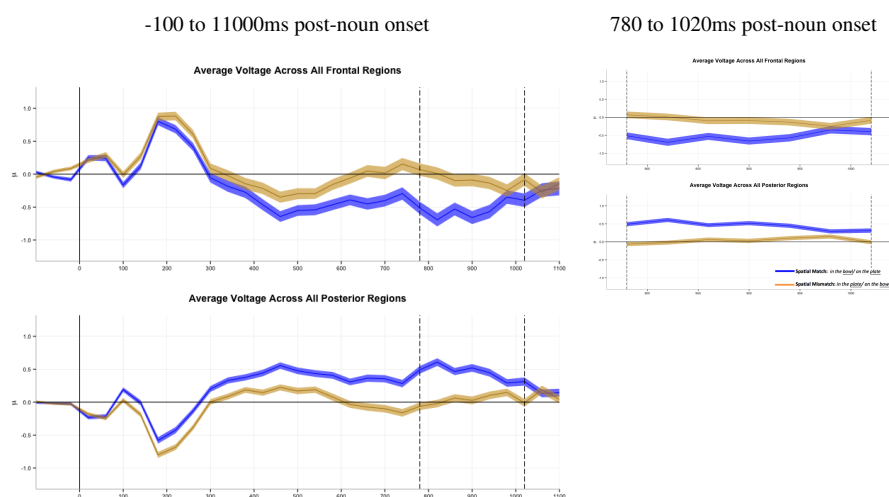 -100 to 11000ms post-noun onset
780 to 1020ms post-noun onset
Average Voltage Across All Frontal Regions
1.0
0.5
0.0
-0.5
-1.0
0 100 200 300 400 500 600 700 800 900 1000 1100
Average Voltage Across All Posterior Regions
1.0
0.5
0.0
-0.5
-1.0
0 100 200 300 400 500 600 700 800 900 1000 1100
Average Voltage Across All Frontal Regions
Average Voltage Across All Posterior Regions
Spatial Match: in the bowl/ on the plate
Spatial Mismatch: in the plate/ on the bowl